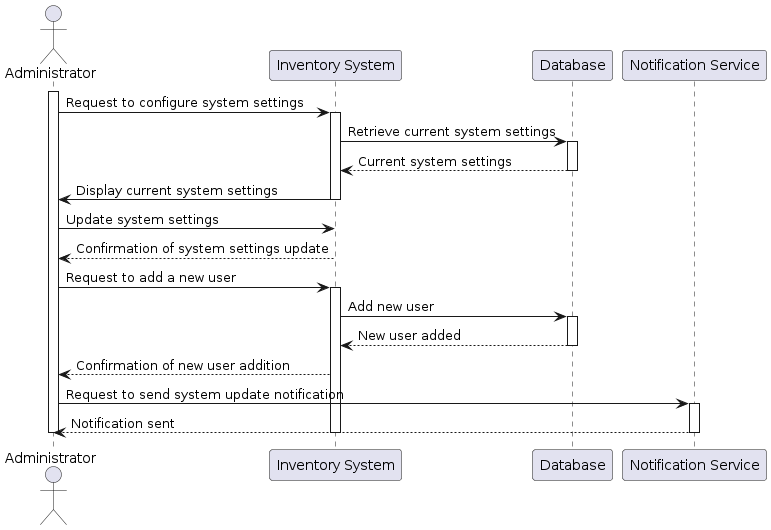 Administrator
Inventory System
Database
Notification Service
Request to configure system settings
Retrieve current system settings
Current system settings
Display current system settings
Update system settings
Confirmation of system settings update
Request to add a new user
Add new user
New user added
Confirmation of new user addition
Request to send system update notification
Notification sent
Administrator
Inventory System
Database
Notification Service